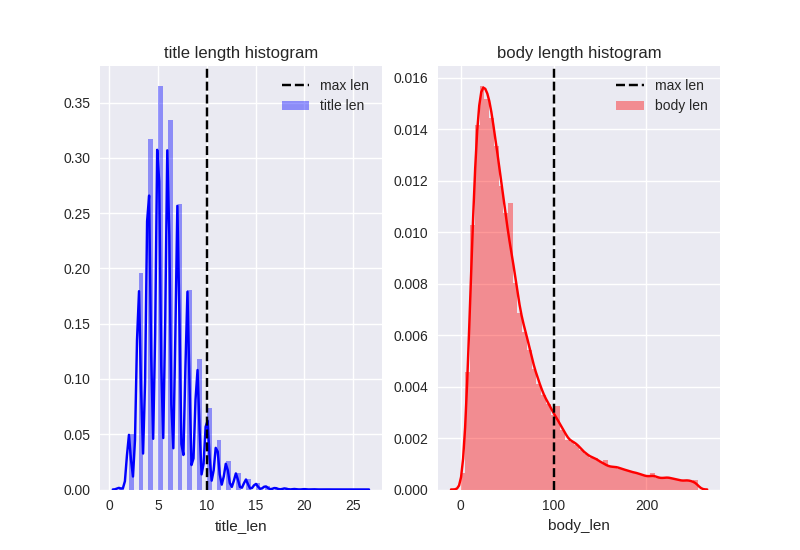 title length histogram
max len
title len
0.35
0.30
0.25
0.20
0.15
0.10
0.05
0.00
0 5 10 15 20 25
title_len
body length histogram
max len
body len
0.016
0.014
0.012
0.010
0.008
0.006
0.004
0.002
0.000
0 100 200
body_len